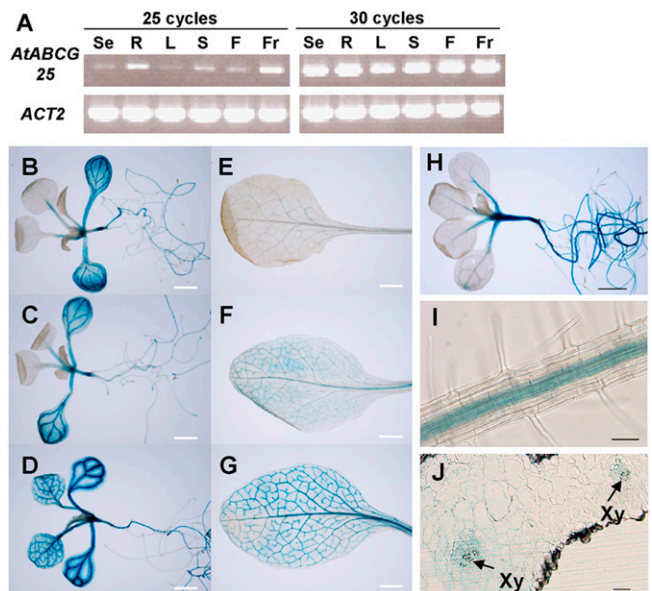 A
25 cycles
30 cycles
Se R L S F Fr
Se R L S F Fr
AtABCG
25
ACT2
B
E
H
C
F
I
D
G
J
Xy
Xy